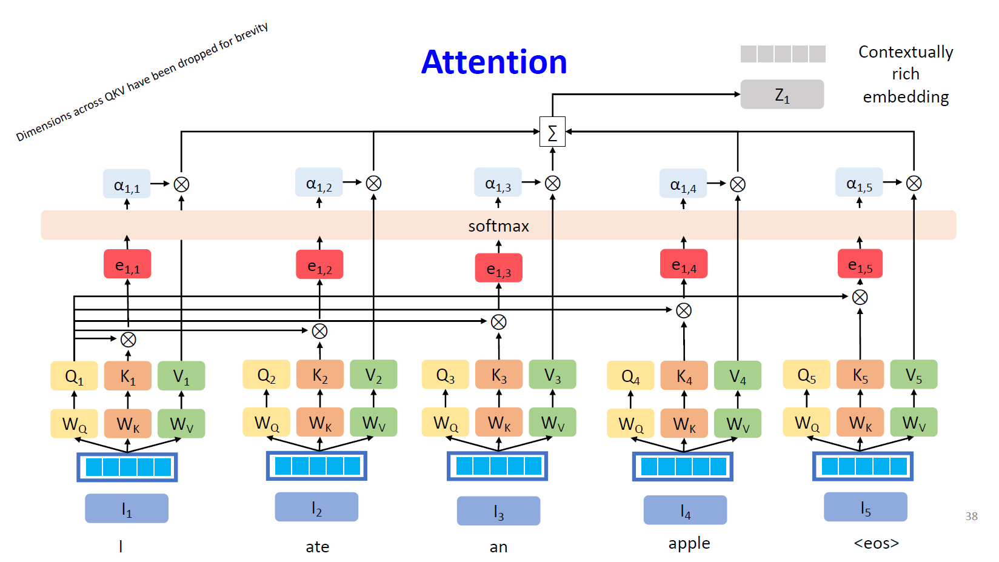 Dimensions across QKV have been dropped for brevity
Attention
Contextually
rich
embedding
Z1
∑
α1,1 α1,2 α1,3 α1,4 α1,5
softmax
e1,1 e1,2 e1,3 e1,4 e1,5
Q1 K1 V1 Q2 K2 V2 Q3 K3 V3 Q4 K4 V4 Q5 K5 V5
WQ WK WV WQ WK WV WQ WK WV WQ WK WV WQ WK WV
I1 I2 I3 I4 I5
I ate an apple <eos>
38